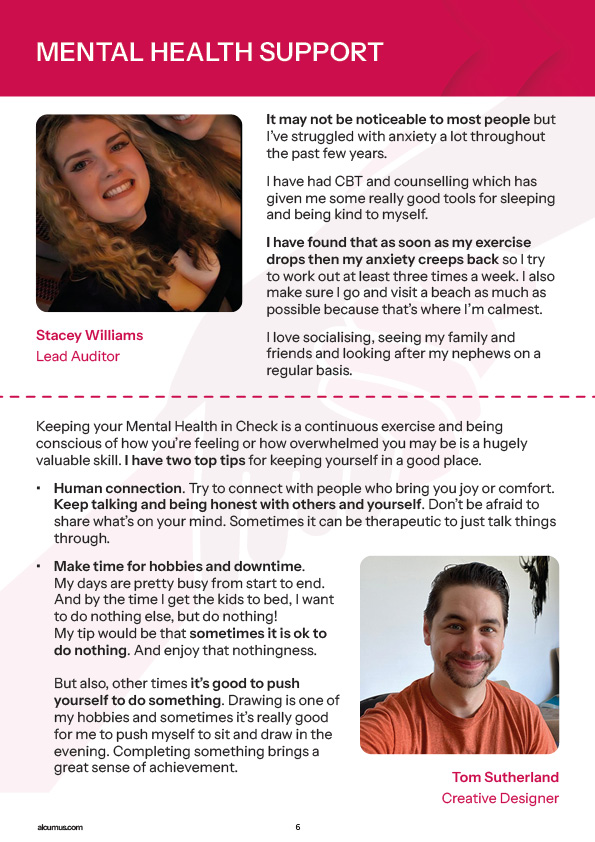 MENTAL HEALTH SUPPORT
It may not be noticeable to most people but
I've struggled with anxiety a lot throughout
the past few years.
I have had CBT and counselling which has
given me some really good tools for sleeping
and being kind to myself.
I have found that as soon as my exercise
drops then my anxiety creeps back so I try
to work out at least three times a week. I also
make sure I go and visit a beach as much as
possible because that's where I'm calmest.
I love socialising, seeing my family and
friends and looking after my nephews on a
regular basis.
Stacey Williams
Lead Auditor
Keeping your Mental Health in Check is a continuous exercise and being
conscious of how you're feeling or how overwhelmed you may be is a hugely
valuable skill. I have two top tips for keeping yourself in a good place.
• Human connection. Try to connect with people who bring you joy or comfort.
Keep talking and being honest with others and yourself. Don't be afraid to
share what's on your mind. Sometimes it can be therapeutic to just talk things
through.
• Make time for hobbies and downtime.
My days are pretty busy from start to end.
And by the time I get the kids to bed, I want
to do nothing else, but do nothing!
My tip would be that sometimes it is ok to
do nothing. And enjoy that nothingness.
But also, other times it's good to push
yourself to do something. Drawing is one of
my hobbies and sometimes it's really good
for me to push myself to sit and draw in the
evening. Completing something brings a
great sense of achievement.
Tom Sutherland
Creative Designer
alcumus.com
6